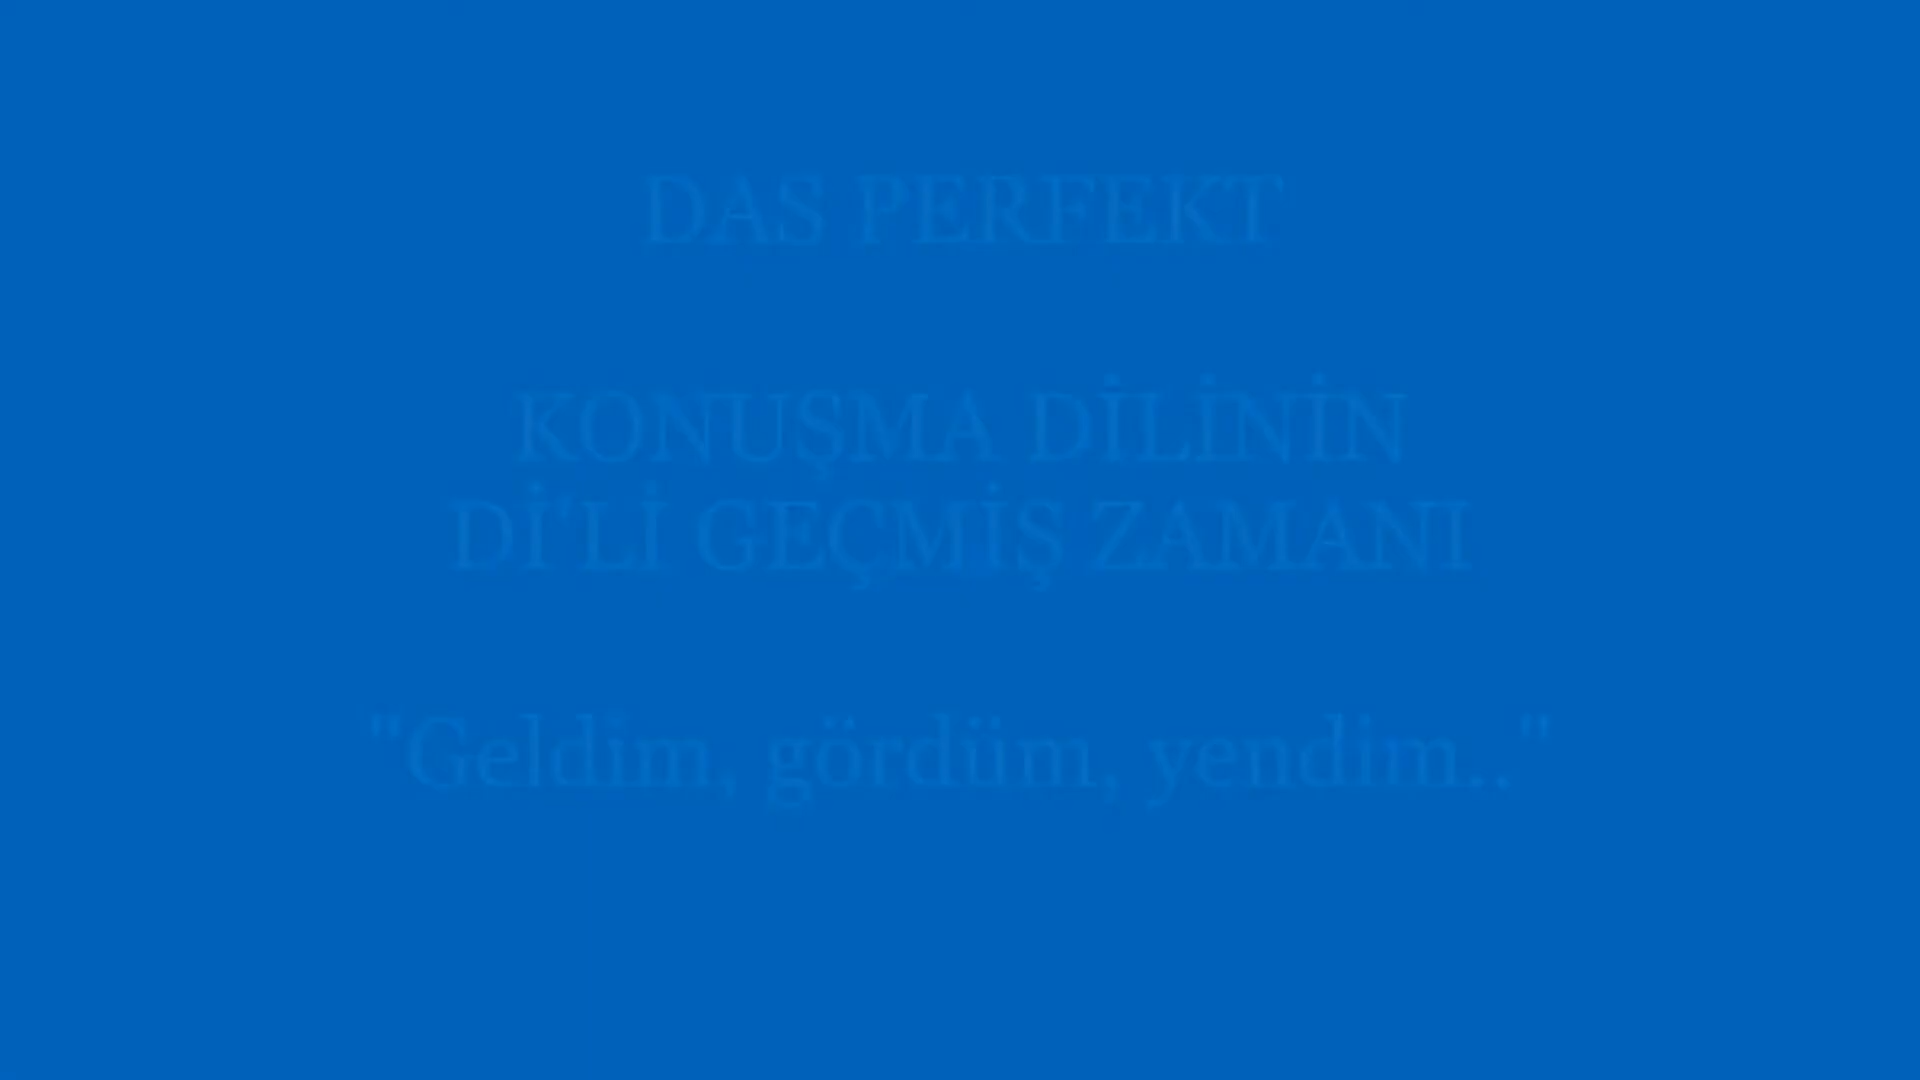 DAS PERFEKT
KONUŞMA DİLİNİN
Dİ'Lİ GEÇMİŞ ZAMANI
"Geldim, gördüm, yendim.."